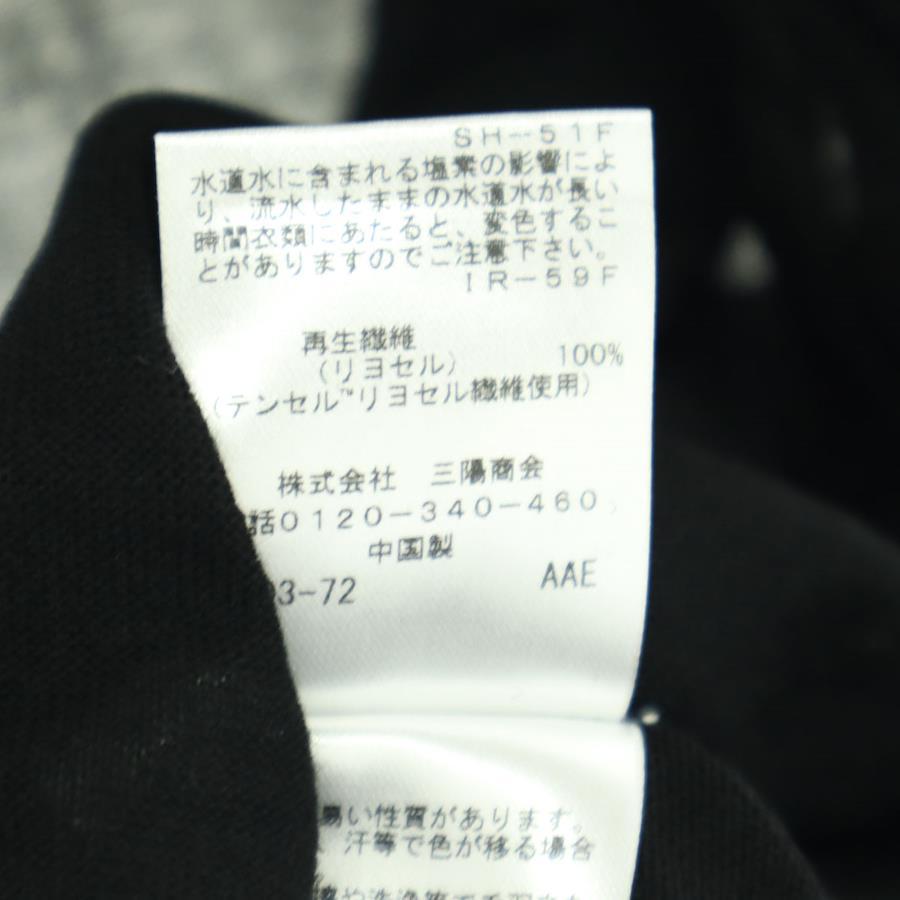 SH-51F
水道水に含まれる塩素の影響によ
り、流水したままの水道水が長い
時間衣類にあたると、変色するこ
とがありますのでご注意下さい。
IR-59F
再生繊維
(リヨセル) 100%
(テンセル™リヨセル繊維使用)
株式会社 三陽商会
話0120-340-460
中国製
3-72 AAE
易い性質があります。
汗等で色が移る場合